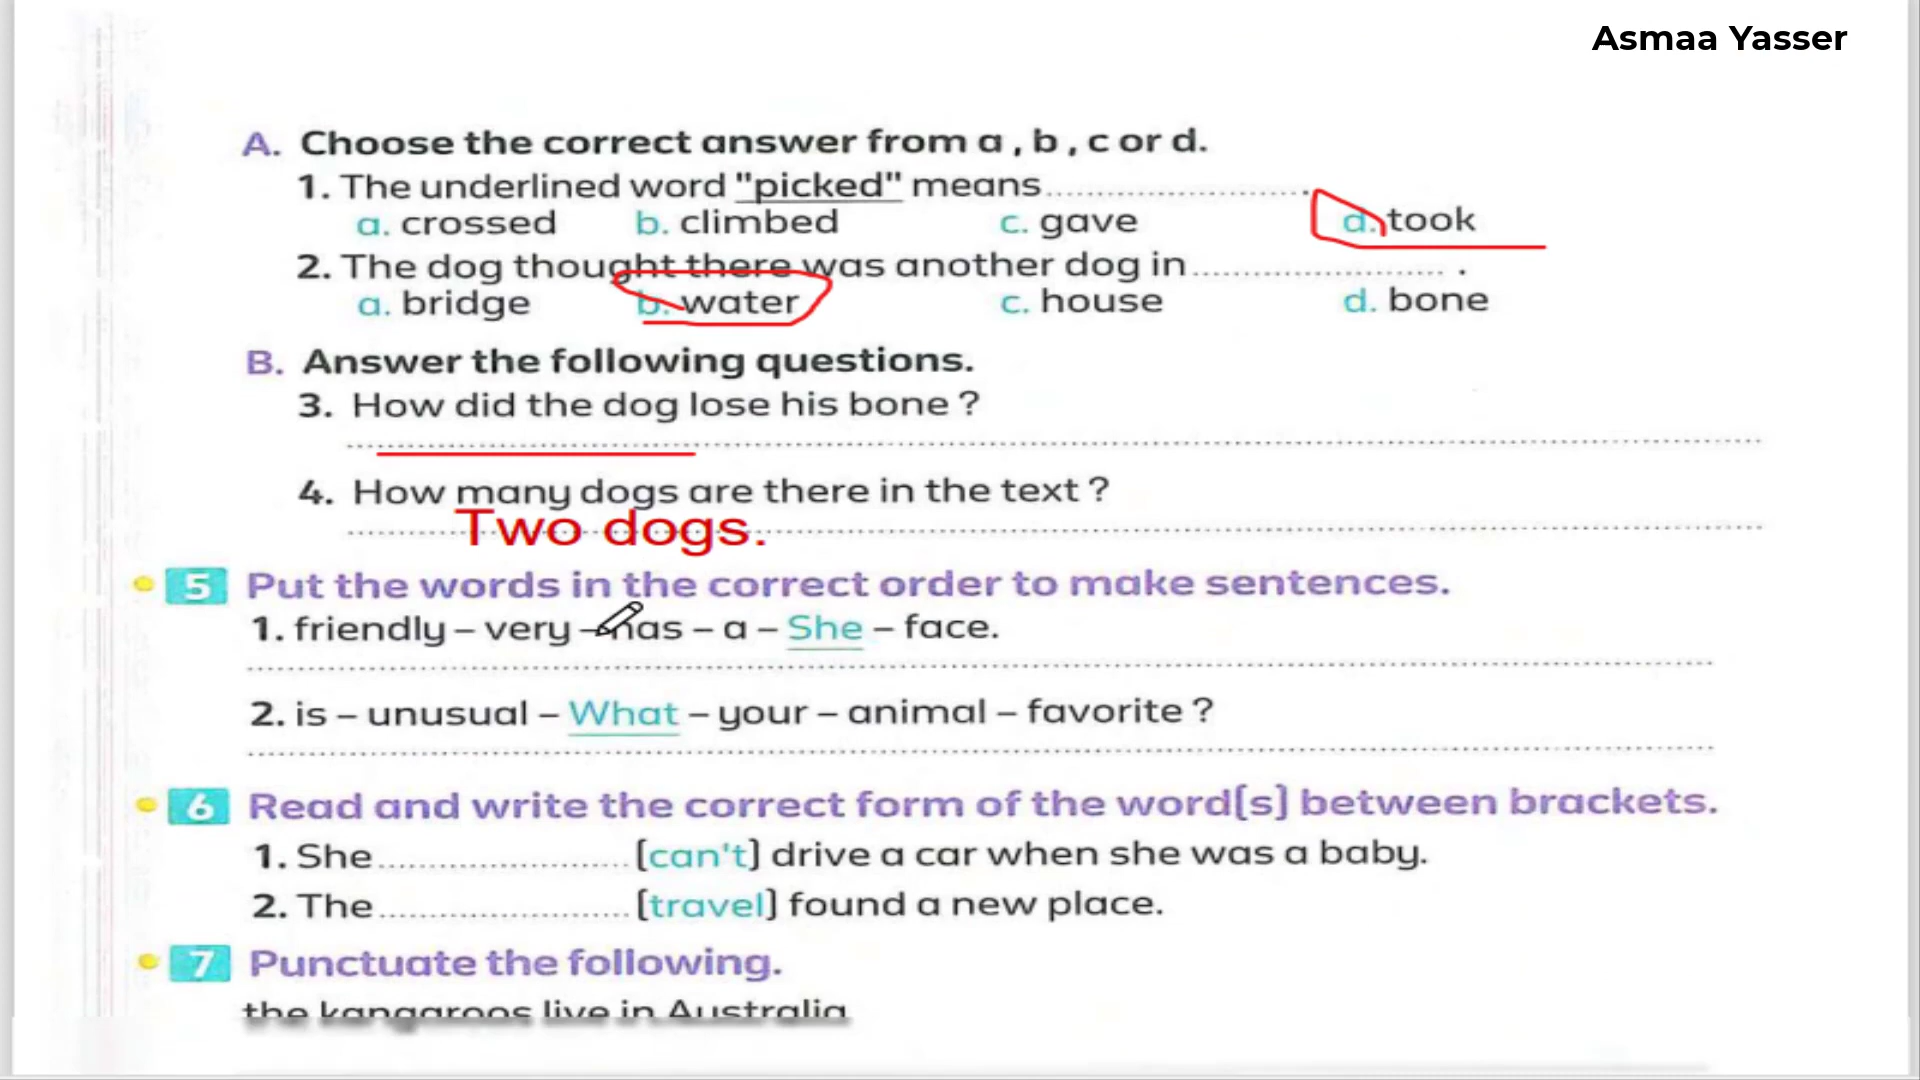 Asmaa Yasser
A. Choose the correct answer from a , b , c or d.
1. The underlined word "picked" means........................ .
a. crossed b. climbed c. gave d. took
2. The dog thought there was another dog in........................ .
a. bridge b. water c. house d. bone
B. Answer the following questions.
3. How did the dog lose his bone ?
4. How many dogs are there in the text ?
Two dogs.
5 Put the words in the correct order to make sentences.
1. friendly – very – has – a – She – face.
2. is – unusual – What – your – animal – favorite ?
6 Read and write the correct form of the word(s) between brackets.
1. She........................ (can't) drive a car when she was a baby.
2. The........................ (travel) found a new place.
7 Punctuate the following.
the kangaroos live in Australia